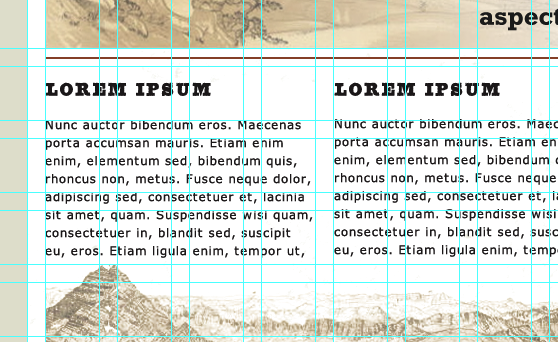 aspect
LOREM IPSUM
Nunc auctor bibendum eros. Maecenas
porta accumsan mauris. Etiam enim
enim, elementum sed, bibendum quis,
rhoncus non, metus. Fusce neque dolor,
adipiscing sed, consectetuer et, lacinia
sit amet, quam. Suspendisse wisi quam,
consectetuer in, blandit sed, suscipit
eu, eros. Etiam ligula enim, tempor ut,
LOREM IPSUM
Nunc auctor bibendum eros. Maec
porta accumsan mauris. Etiam en
enim, elementum sed, bibendum
rhoncus non, metus. Fusce neque
adipiscing sed, consectetuer et, la
sit amet, quam. Suspendisse wisi
consectetuer in, blandit sed, susc
eu, eros. Etiam ligula enim, temp